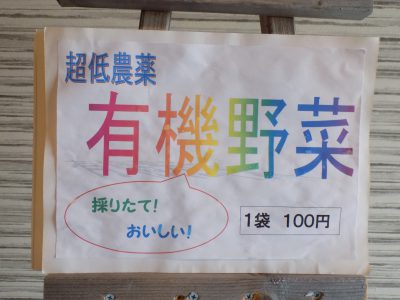 超低農薬
有機野菜
採りたて!
おいしい!
1袋 100円